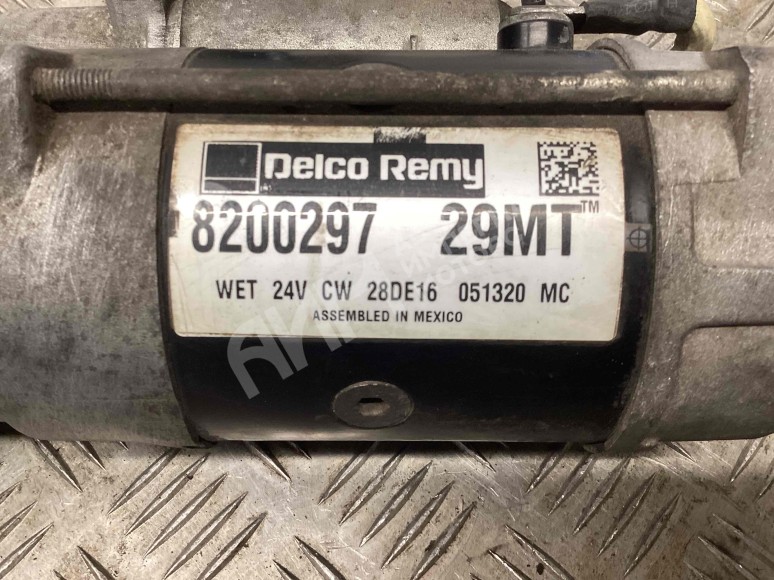 Delco Remy
8200297 29MT™
WET 24V CW 28DE16 051320 MC
ASSEMBLED IN MEXICO